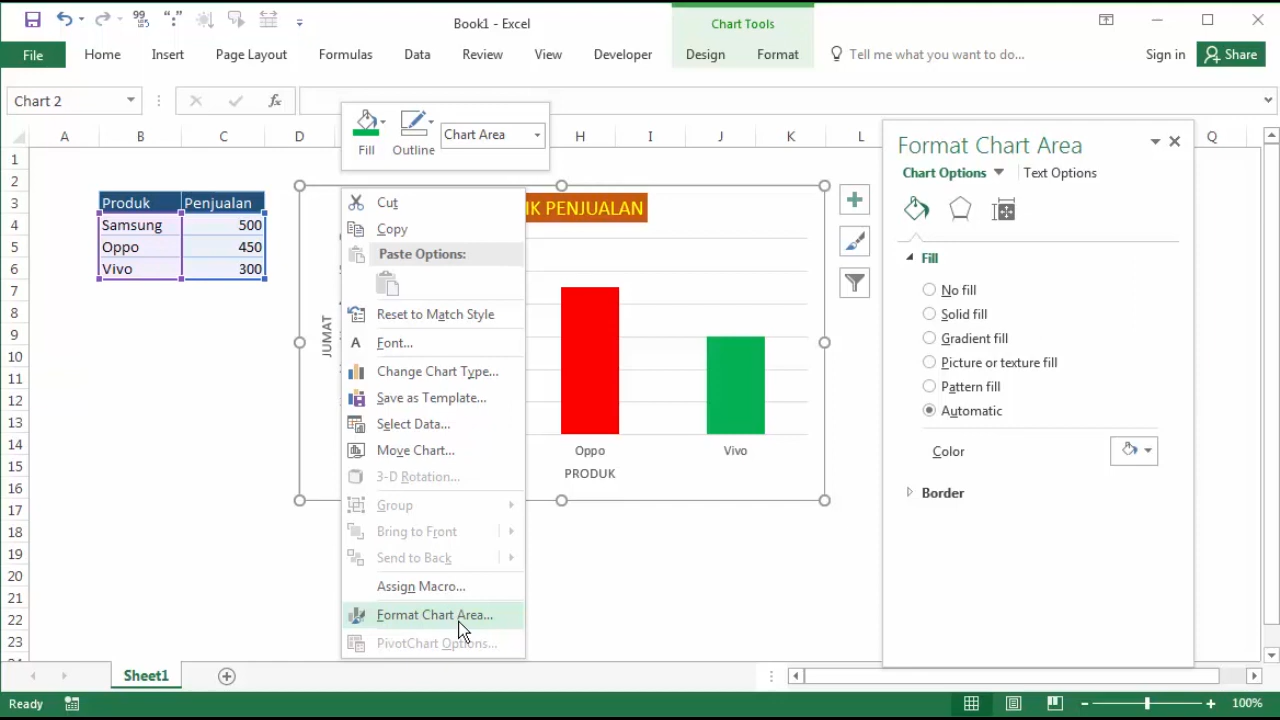 Book1 - Excel
Chart Tools
File Home Insert Page Layout Formulas Data Review View Developer Design Format Tell me what you want to do... Sign in Share
Chart 2
fx
Fill Outline Chart Area
A B C D H I J K L Q
1
2
3 Produk Penjualan
4 Samsung 500
5 Oppo 450
6 Vivo 300
7
8
9
10
11
12
13
14
15
16
17
18
19
20
21
22
23
IK PENJUALAN
JUMAT
Oppo Vivo
PRODUK
Cut
Copy
Paste Options:
Reset to Match Style
A Font...
Change Chart Type...
Save as Template...
Select Data...
Move Chart...
3-D Rotation...
Group
Bring to Front
Send to Back
Assign Macro...
Format Chart Area...
PivotChart Options...
Format Chart Area
Chart Options Text Options
Fill
No fill
Solid fill
Gradient fill
Picture or texture fill
Pattern fill
Automatic
Color
Border
Sheet1
Ready 100%